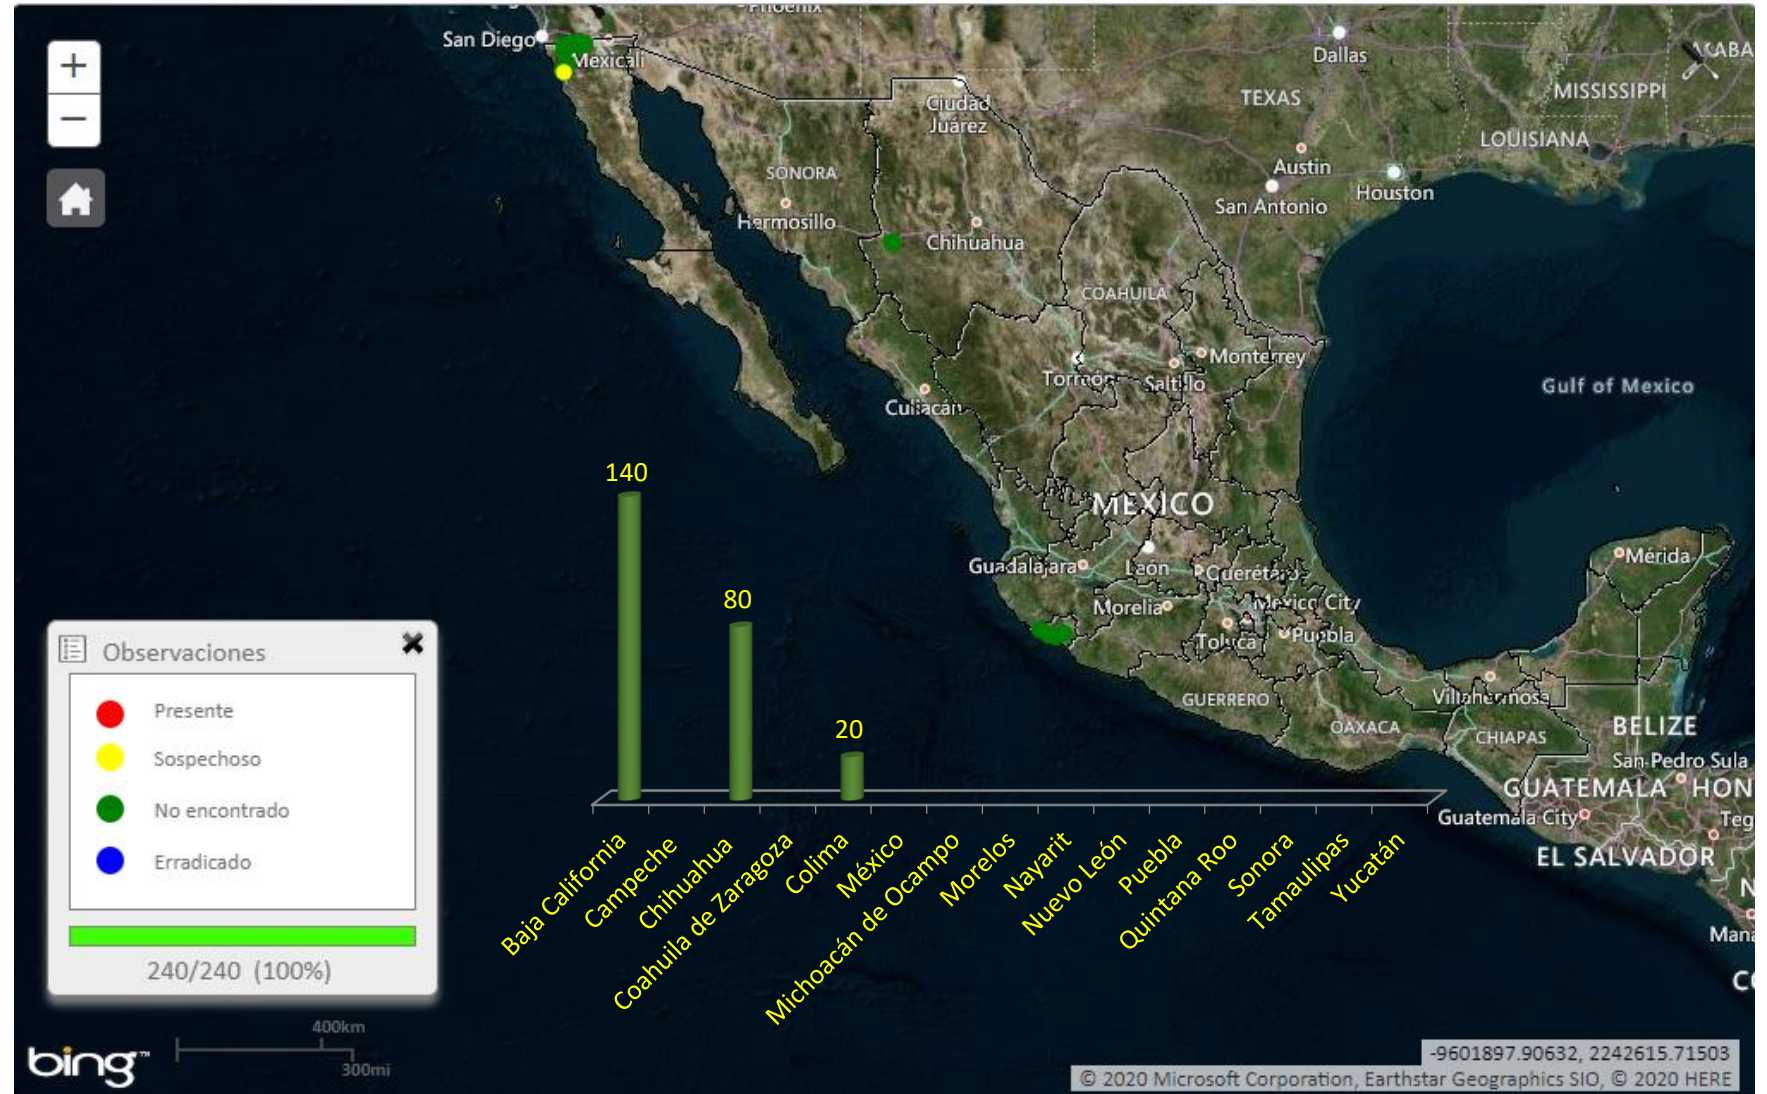 Phoenix
San Diego
Mexicali
Dallas
ABA
TEXAS
MISSISSIPPI
Ciudad
Juárez
LOUISIANA
SONORA
Austin
Houston
San Antonio
Hermosillo
Chihuahua
COAHUILA
Monterrey
Torreón
Saltillo
Gulf of Mexico
Culiacán
140
MEXICO
Mérida
Guadalajara
León
Querétaro
80
Morelia
Mexico City
Toluca
Puebla
Observaciones
Presente
Sospechoso
No encontrado
Erradicado
240/240 (100%)
GUERRERO
Villahermosa
OAXACA
CHIAPAS
BELIZE
20
San Pedro Sula
GUATEMALA
HON
Guatemala City
Teg
EL SALVADOR
N
Mana
C
Baja California
Campeche
Chihuahua
Coahuila de Zaragoza
Colima
México
Michoacán de Ocampo
Morelos
Nayarit
Nuevo León
Puebla
Quintana Roo
Sonora
Tamaulipas
Yucatán
400km
300mi
bing™
-9601897.90632, 2242615.71503
© 2020 Microsoft Corporation, Earthstar Geographics SIO, © 2020 HERE